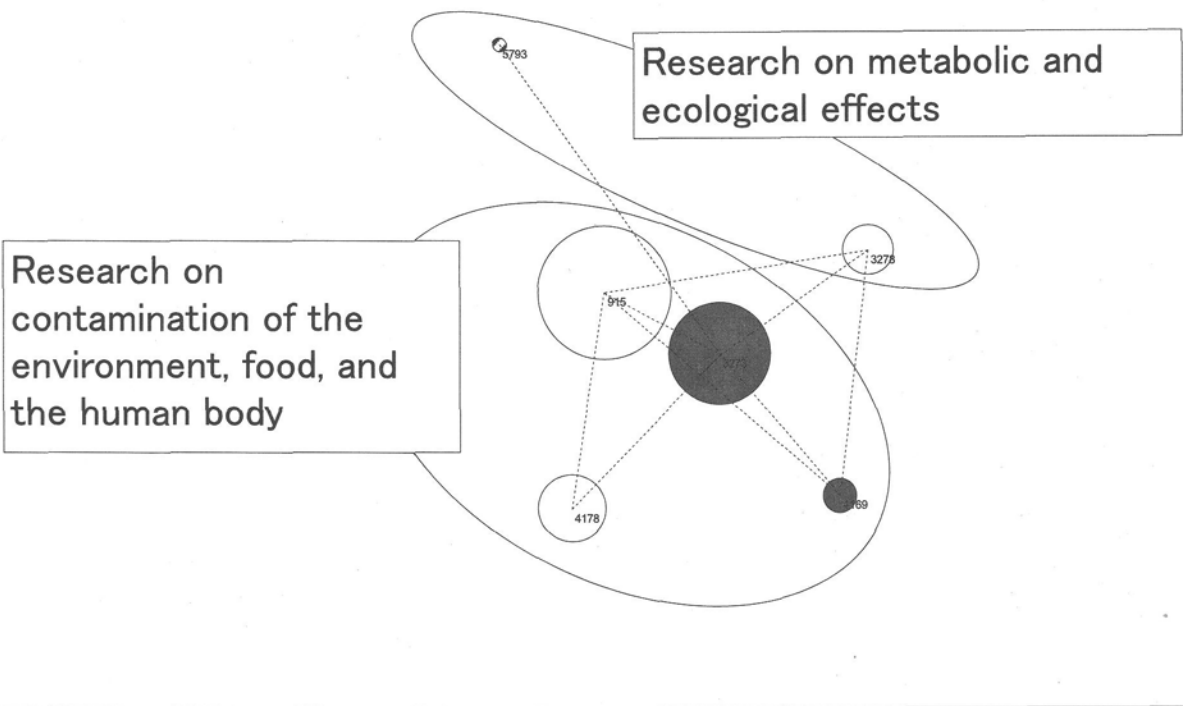 5793
Research on metabolic and
ecological effects
3278
Research on
contamination of the
environment, food, and
the human body
915
4178